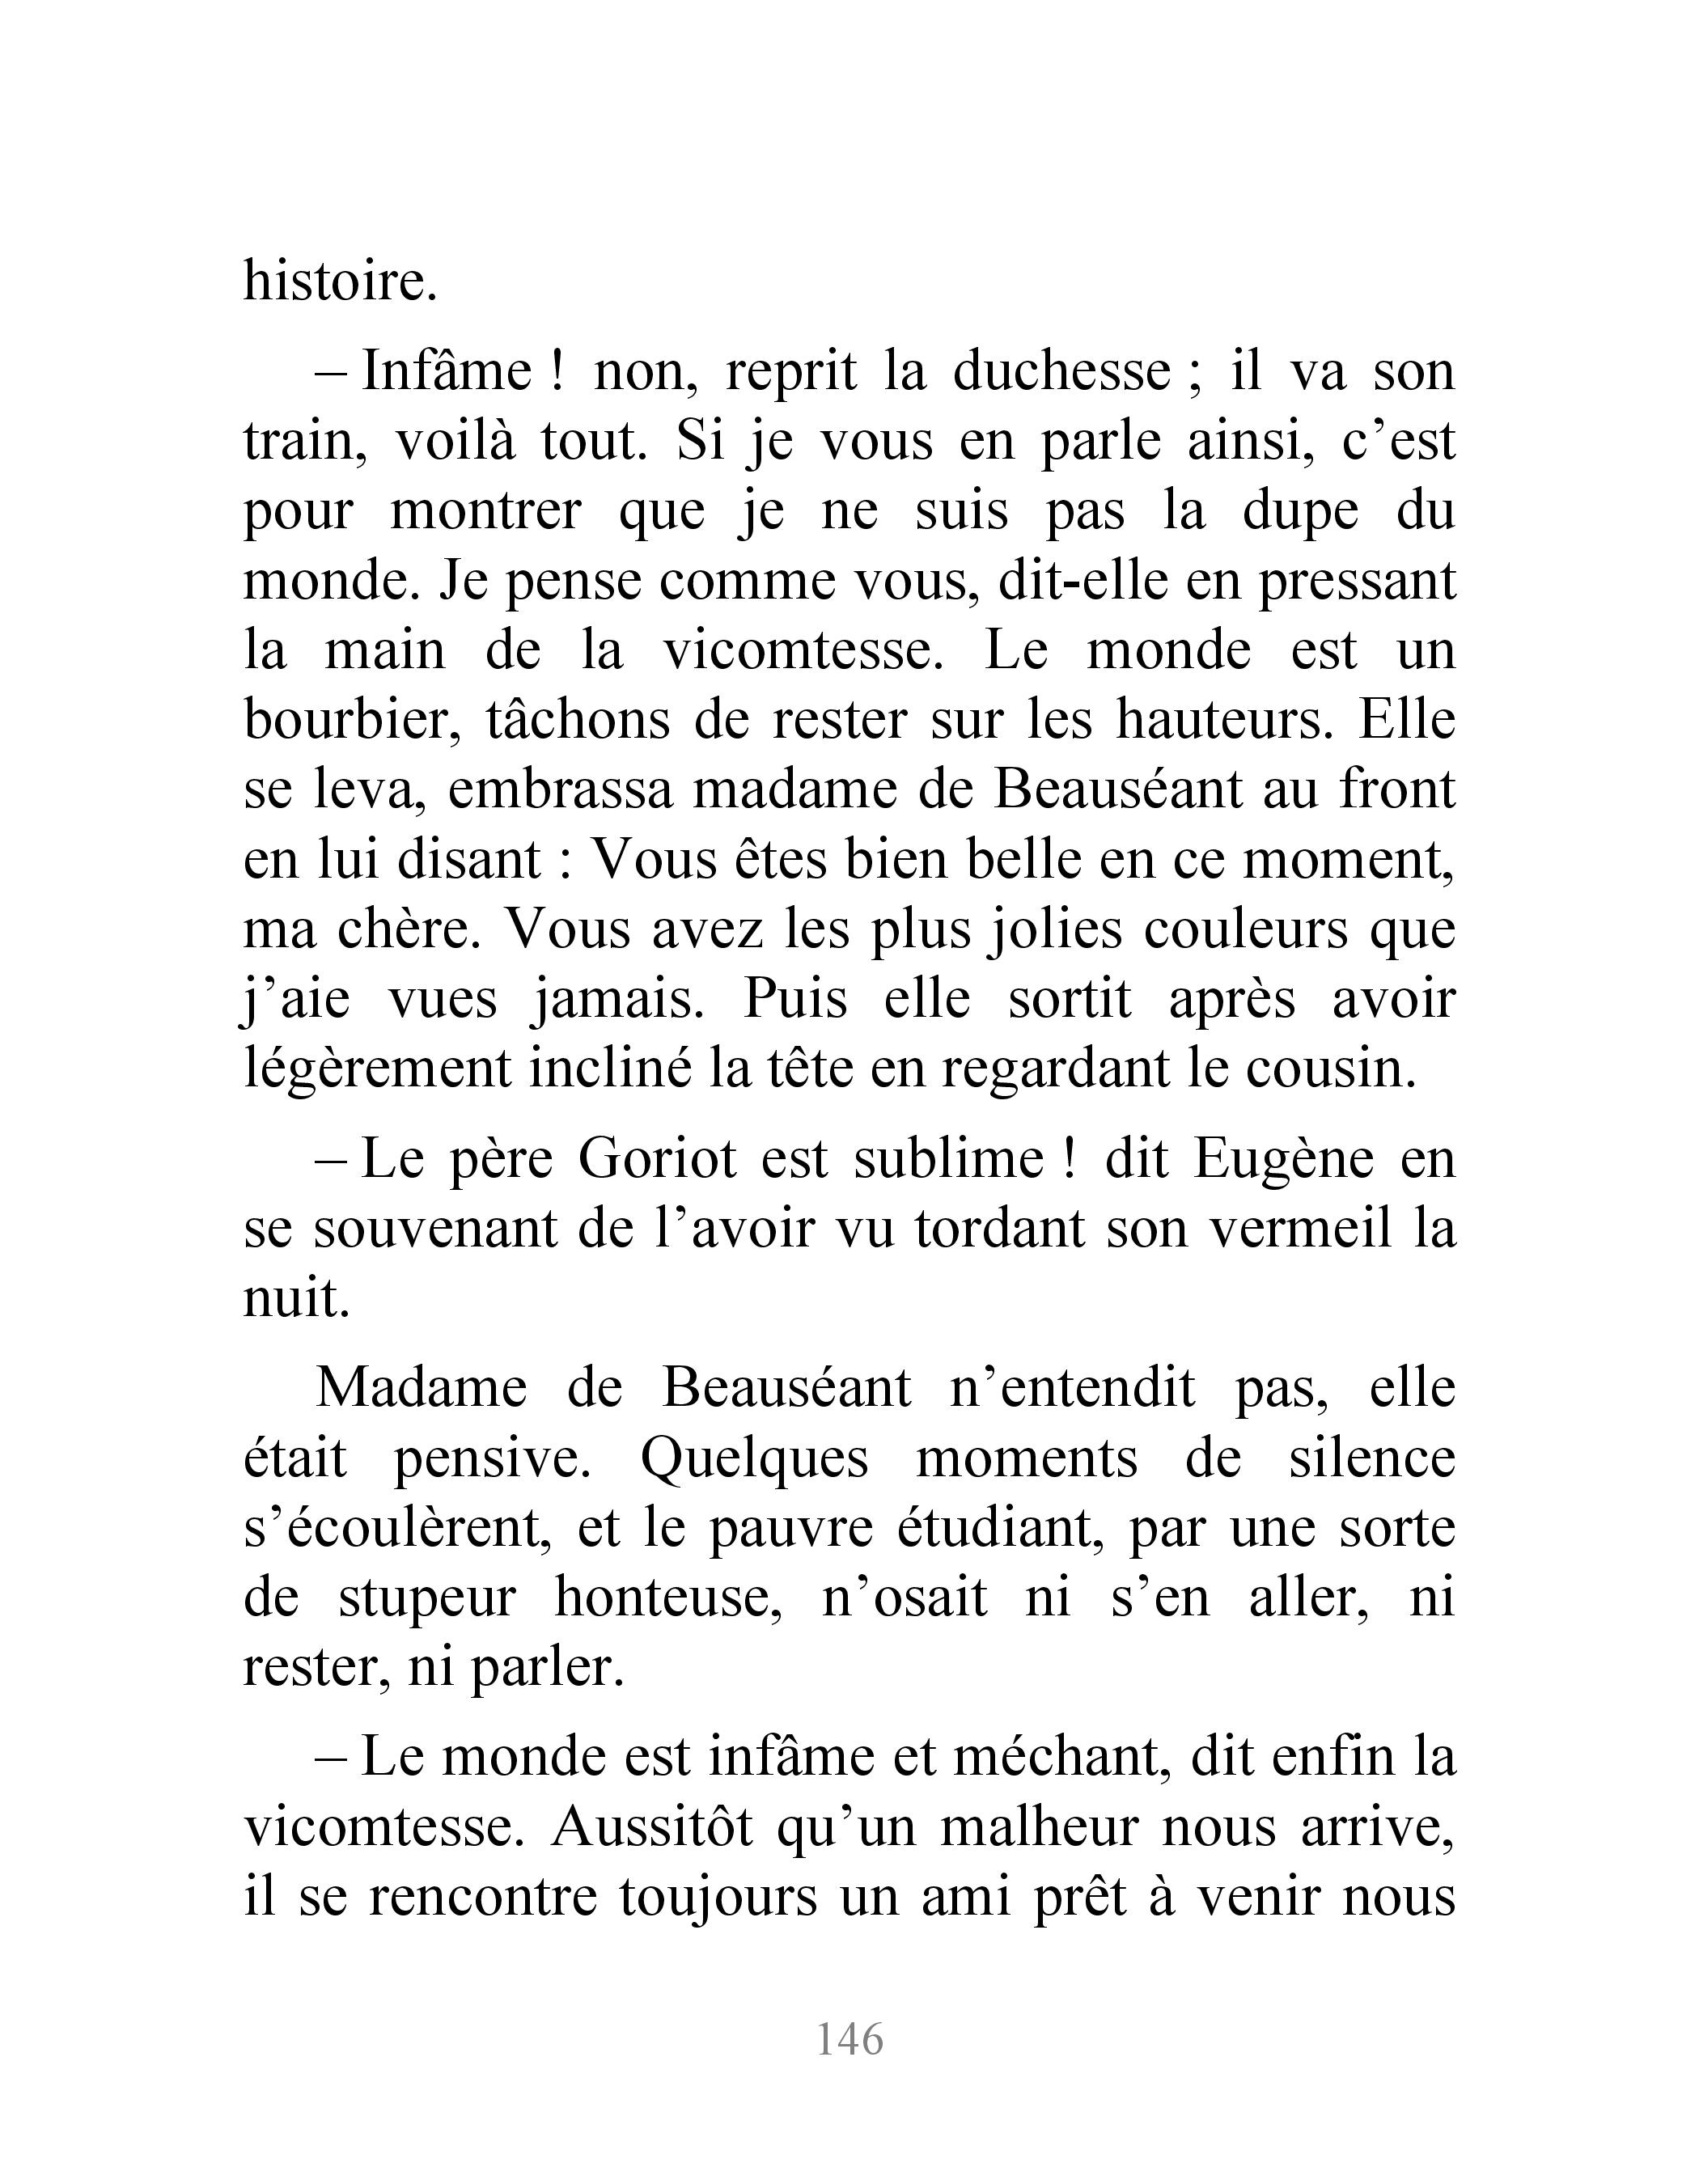 histoire.
– Infâme ! non, reprit la duchesse ; il va son
train, voilà tout. Si je vous en parle ainsi, c’est
pour montrer que je ne suis pas la dupe du
monde. Je pense comme vous, dit-elle en pressant
la main de la vicomtesse. Le monde est un
bourbier, tâchons de rester sur les hauteurs. Elle
se leva, embrassa madame de Beauséant au front
en lui disant : Vous êtes bien belle en ce moment,
ma chère. Vous avez les plus jolies couleurs que
j’aie vues jamais. Puis elle sortit après avoir
légèrement incliné la tête en regardant le cousin.
– Le père Goriot est sublime ! dit Eugène en
se souvenant de l’avoir vu tordant son vermeil la
nuit.
Madame de Beauséant n’entendit pas, elle
était pensive. Quelques moments de silence
s’écoulèrent, et le pauvre étudiant, par une sorte
de stupeur honteuse, n’osait ni s’en aller, ni
rester, ni parler.
– Le monde est infâme et méchant, dit enfin la
vicomtesse. Aussitôt qu’un malheur nous arrive,
il se rencontre toujours un ami prêt à venir nous
146